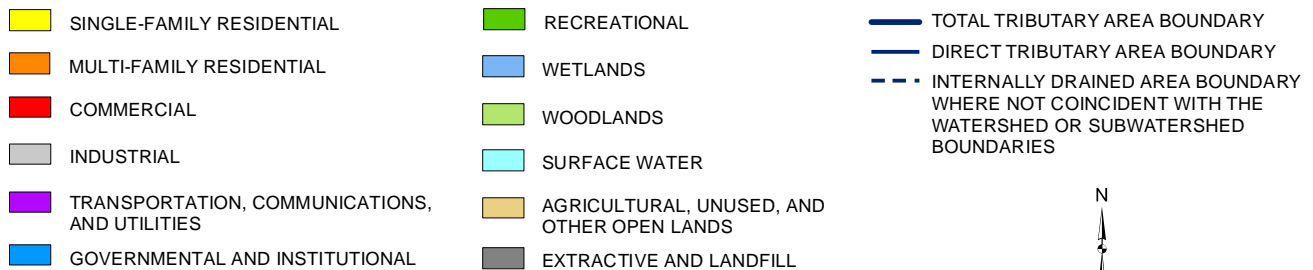 SINGLE-FAMILY RESIDENTIAL
MULTI-FAMILY RESIDENTIAL
COMMERCIAL
INDUSTRIAL
TRANSPORTATION, COMMUNICATIONS,
AND UTILITIES
GOVERNMENTAL AND INSTITUTIONAL
RECREATIONAL
WETLANDS
WOODLANDS
SURFACE WATER
AGRICULTURAL, UNUSED, AND
OTHER OPEN LANDS
EXTRACTIVE AND LANDFILL
TOTAL TRIBUTARY AREA BOUNDARY
DIRECT TRIBUTARY AREA BOUNDARY
INTERNALLY DRAINED AREA BOUNDARY
WHERE NOT COINCIDENT WITH THE
WATERSHED OR SUBWATERSHED
BOUNDARIES
N